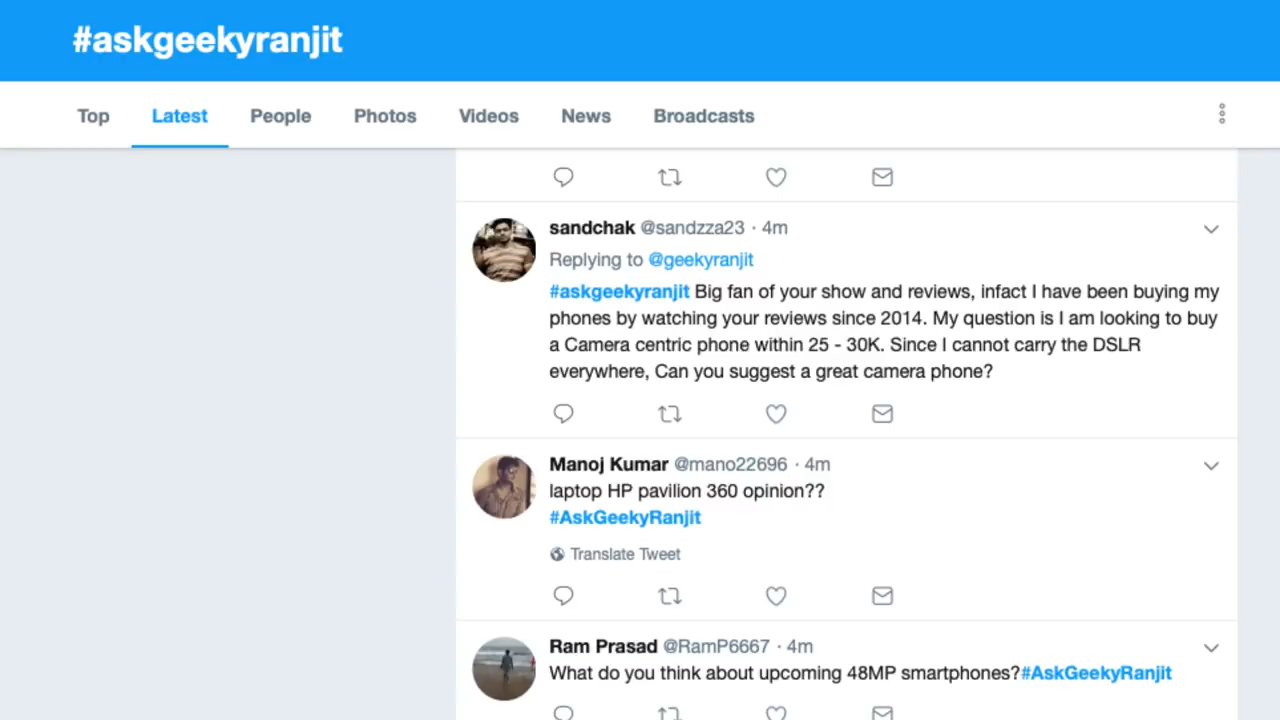 #askgeekyranjit
Top Latest People Photos Videos News Broadcasts
sandchak @sandzza23 · 4m
Replying to @geekyranjit
#askgeekyranjit Big fan of your show and reviews, infact I have been buying my
phones by watching your reviews since 2014. My question is I am looking to buy
a Camera centric phone within 25 - 30K. Since I cannot carry the DSLR
everywhere, Can you suggest a great camera phone?
Manoj Kumar @mano22696 · 4m
laptop HP pavilion 360 opinion??
#AskGeekyRanjit
Translate Tweet
Ram Prasad @RamP6667 · 4m
What do you think about upcoming 48MP smartphones?#AskGeekyRanjit